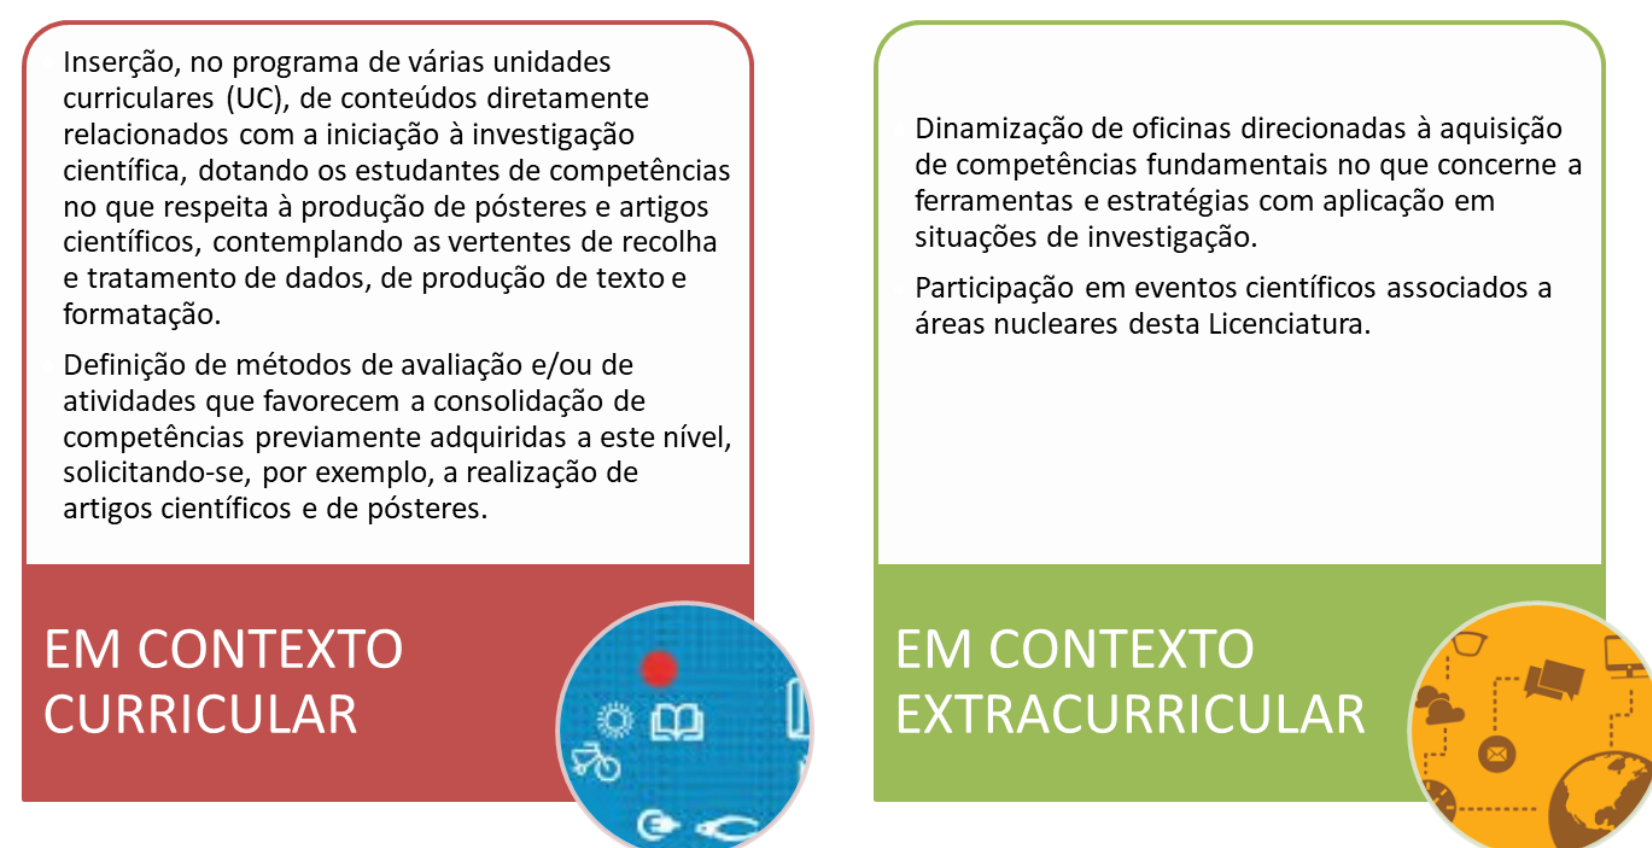 Inserção, no programa de várias unidades
curriculares (UC), de conteúdos diretamente
relacionados com a iniciação à investigação
científica, dotando os estudantes de competências
no que respeita à produção de pósteres e artigos
científicos, contemplando as vertentes de recolha
e tratamento de dados, de produção de texto e
formatação.
Definição de métodos de avaliação e/ou de
atividades que favorecem a consolidação de
competências previamente adquiridas a este nível,
solicitando-se, por exemplo, a realização de
artigos científicos e de pósteres.
EM CONTEXTO
CURRICULAR
Dinamização de oficinas direcionadas à aquisição
de competências fundamentais no que concerne a
ferramentas e estratégias com aplicação em
situações de investigação.
Participação em eventos científicos associados a
áreas nucleares desta Licenciatura.
EM CONTEXTO
EXTRACURRICULAR